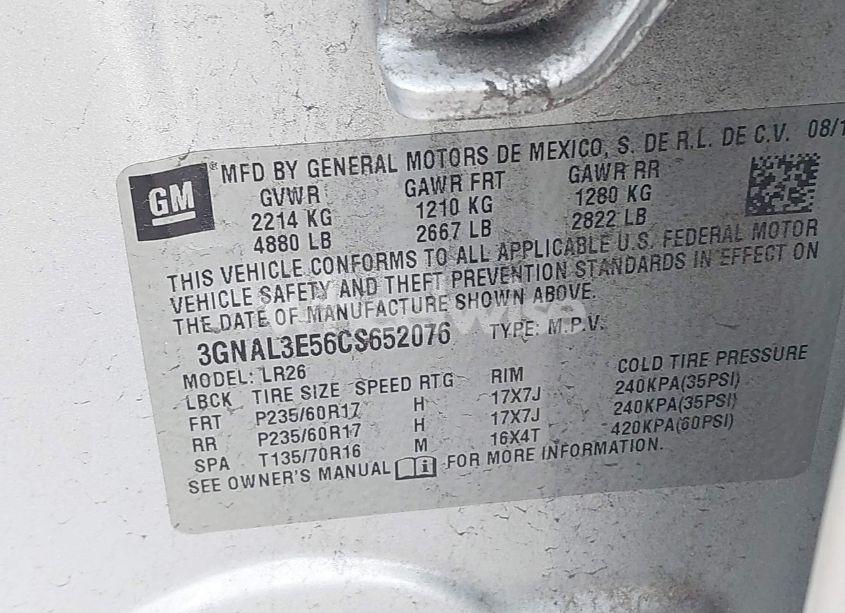 GM
®MFD BY GENERAL MOTORS DE MEXICO, S. DE R.L. DE C.V. 08/1
GVWR GAWR FRT GAWR RR
2214 KG 1210 KG 1280 KG
4880 LB 2667 LB 2822 LB
THIS VEHICLE CONFORMS TO ALL APPLICABLE U.S. FEDERAL MOTOR
VEHICLE SAFETY AND THEFT PREVENTION STANDARDS IN EFFECT ON
THE DATE OF MANUFACTURE SHOWN ABOVE.
3GNAL3E56CS652076 TYPE: M.P.V.
MODEL: LR26
LBCK TIRE SIZE SPEED RTG RIM COLD TIRE PRESSURE
FRT P235/60R17 H 17X7J 240KPA(35PSI)
RR P235/60R17 H 17X7J 240KPA(35PSI)
SPA T135/70R16 M 16X4T 420KPA(60PSI)
SEE OWNER'S MANUAL FOR MORE INFORMATION.